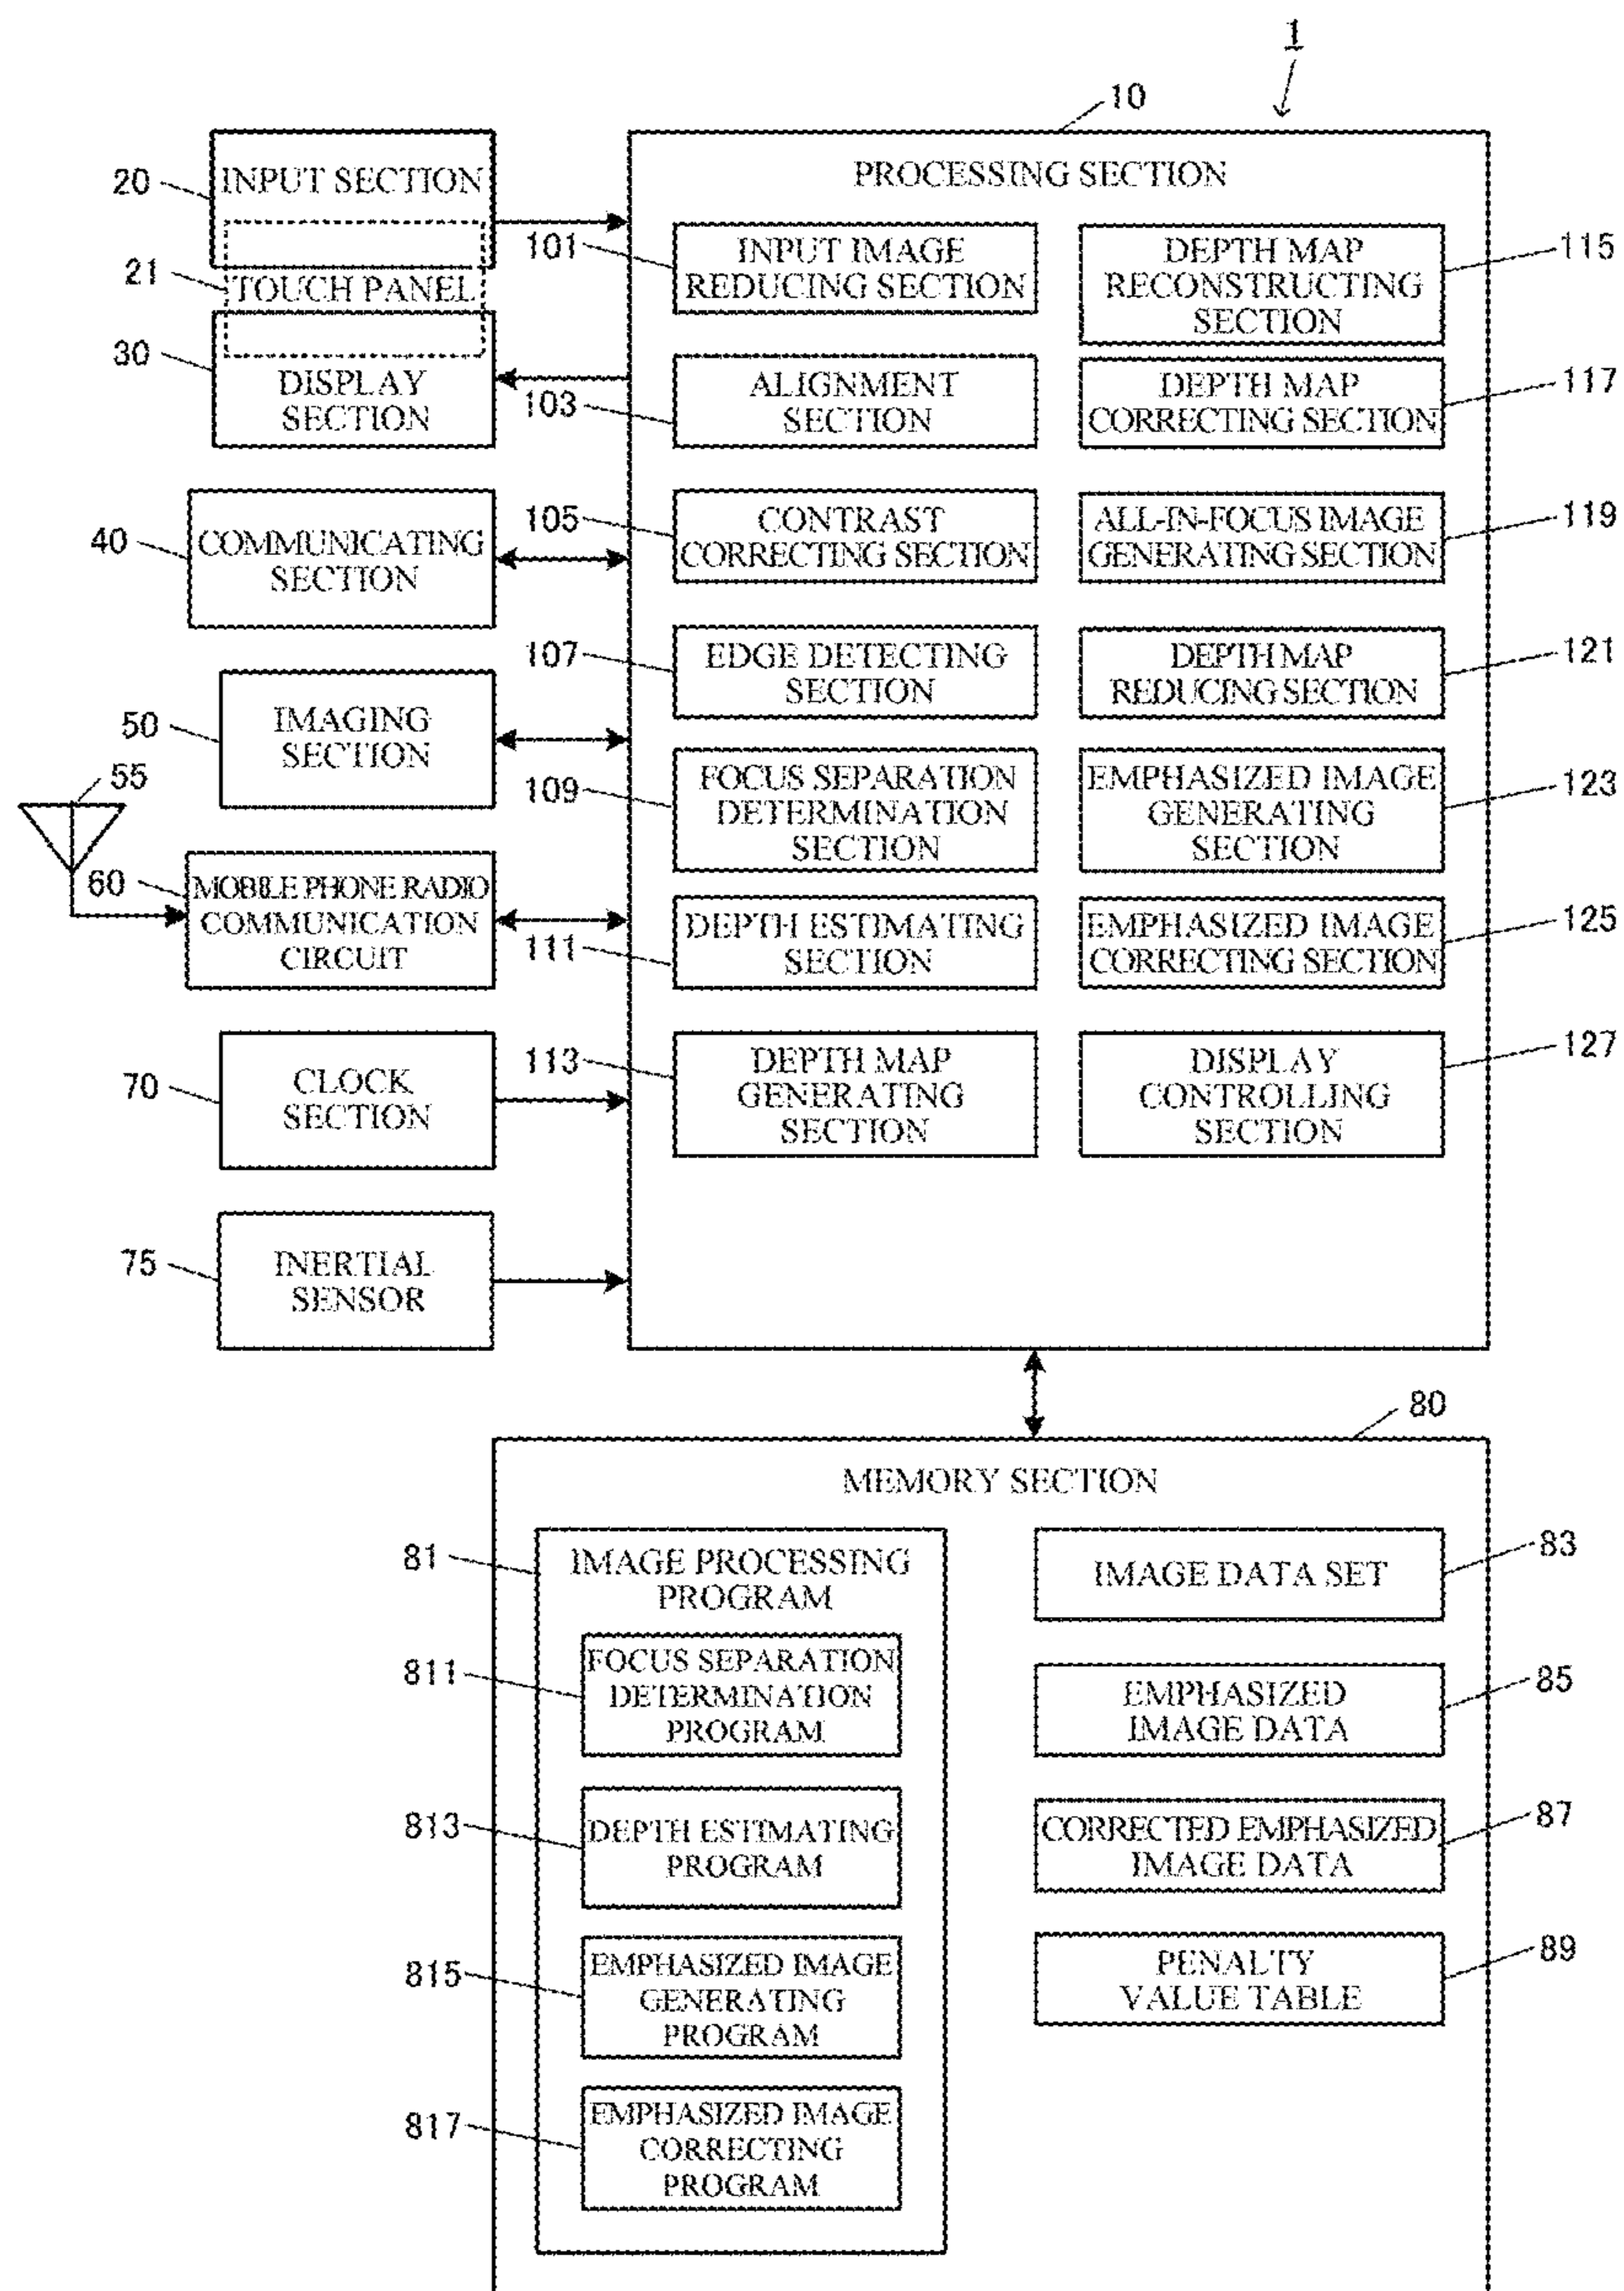 1
10
20
INPUT SECTION
21
TOUCH PANEL
30
DISPLAY
SECTION
40
COMMUNICATING
SECTION
50
IMAGING
SECTION
55
60
MOBILE PHONE RADIO
COMMUNICATION
CIRCUIT
70
CLOCK
SECTION
75
INERTIAL
SENSOR
PROCESSING SECTION
101
INPUT IMAGE
REDUCING SECTION
103
ALIGNMENT
SECTION
105
CONTRAST
CORRECTING SECTION
107
EDGE DETECTING
SECTION
109
FOCUS SEPARATION
DETERMINATION
SECTION
111
DEPTH ESTIMATING
SECTION
113
DEPTH MAP
GENERATING
SECTION
DEPTH MAP
RECONSTRUCTING
SECTION
115
DEPTH MAP
CORRECTING SECTION
117
ALL-IN-FOCUS IMAGE
GENERATING SECTION
119
DEPTH MAP
REDUCING SECTION
121
EMPHASIZED IMAGE
GENERATING
SECTION
123
EMPHASIZED IMAGE
CORRECTING SECTION
125
DISPLAY
CONTROLLING
SECTION
127
80
MEMORY SECTION
81
IMAGE PROCESSING
PROGRAM
811
FOCUS SEPARATION
DETERMINATION
PROGRAM
813
DEPTH ESTIMATING
PROGRAM
815
EMPHASIZED IMAGE
GENERATING
PROGRAM
817
EMPHASIZED IMAGE
CORRECTING
PROGRAM
IMAGE DATA SET
83
EMPHASIZED
IMAGE DATA
85
CORRECTED EMPHASIZED
IMAGE DATA
87
PENALTY
VALUE TABLE
89